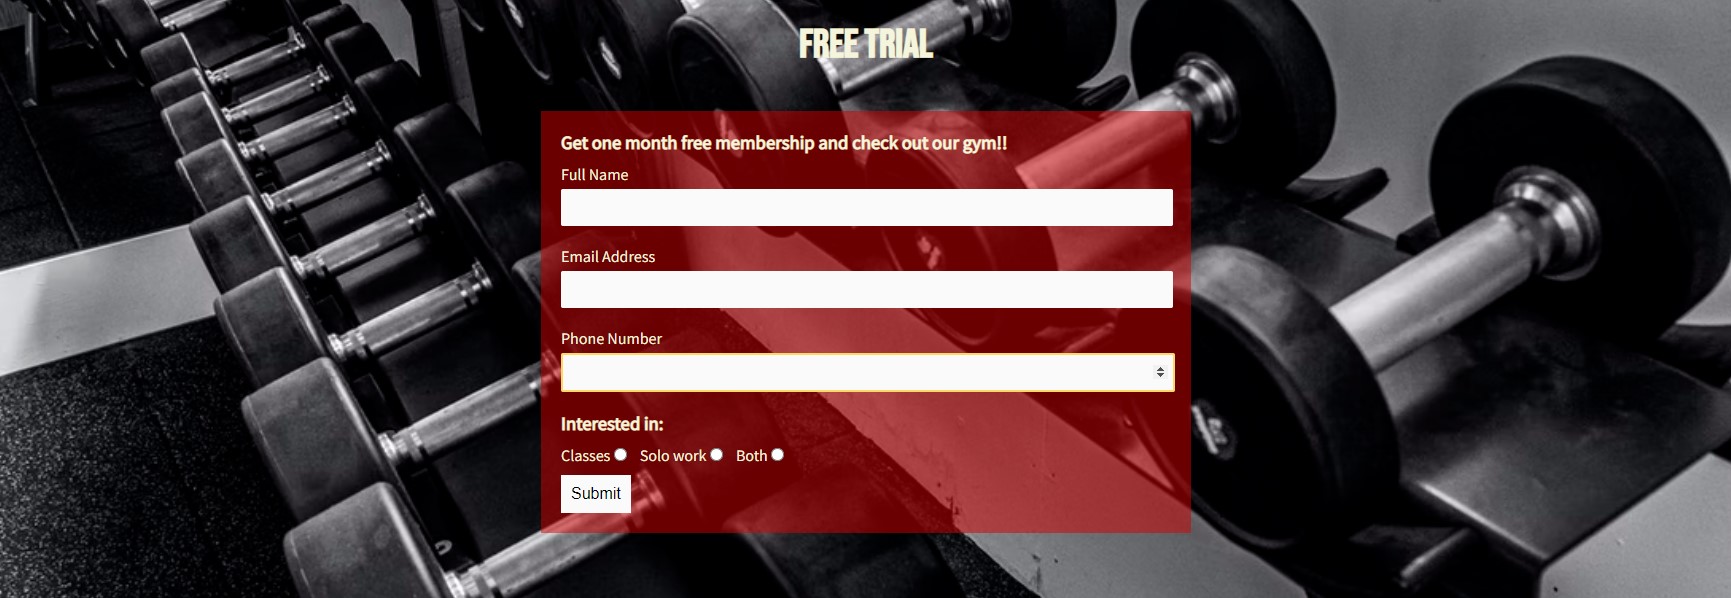 FREE TRIAL
Get one month free membership and check out our gym!!
Full Name
Email Address
Phone Number
Interested in:
Classes Solo work Both
Submit